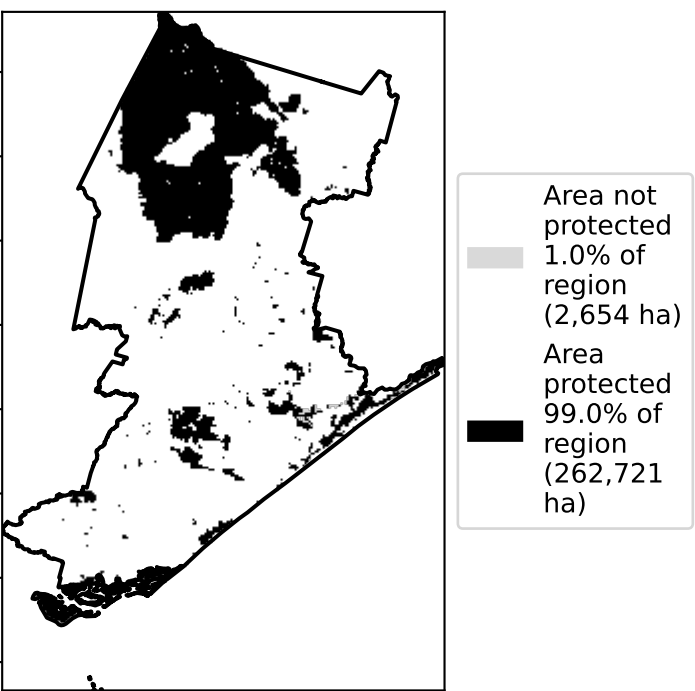 Area not
protected
1.0% of
region
(2,654 ha)
Area
protected
99.0% of
region
(262,721
ha)